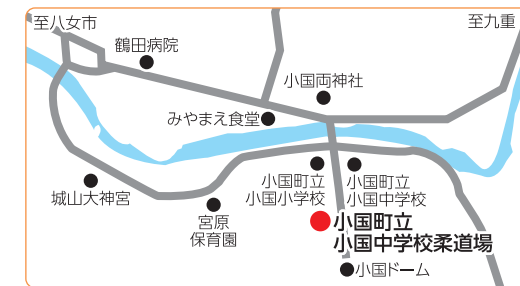 至八女市
至九重
鶴田病院
小国両神社
みやまえ食堂
城山大神宮
宮原
保育園
小国町立
小国小学校
小国町立
小国中学校
小国町立
小国中学校柔道場
小国ドーム